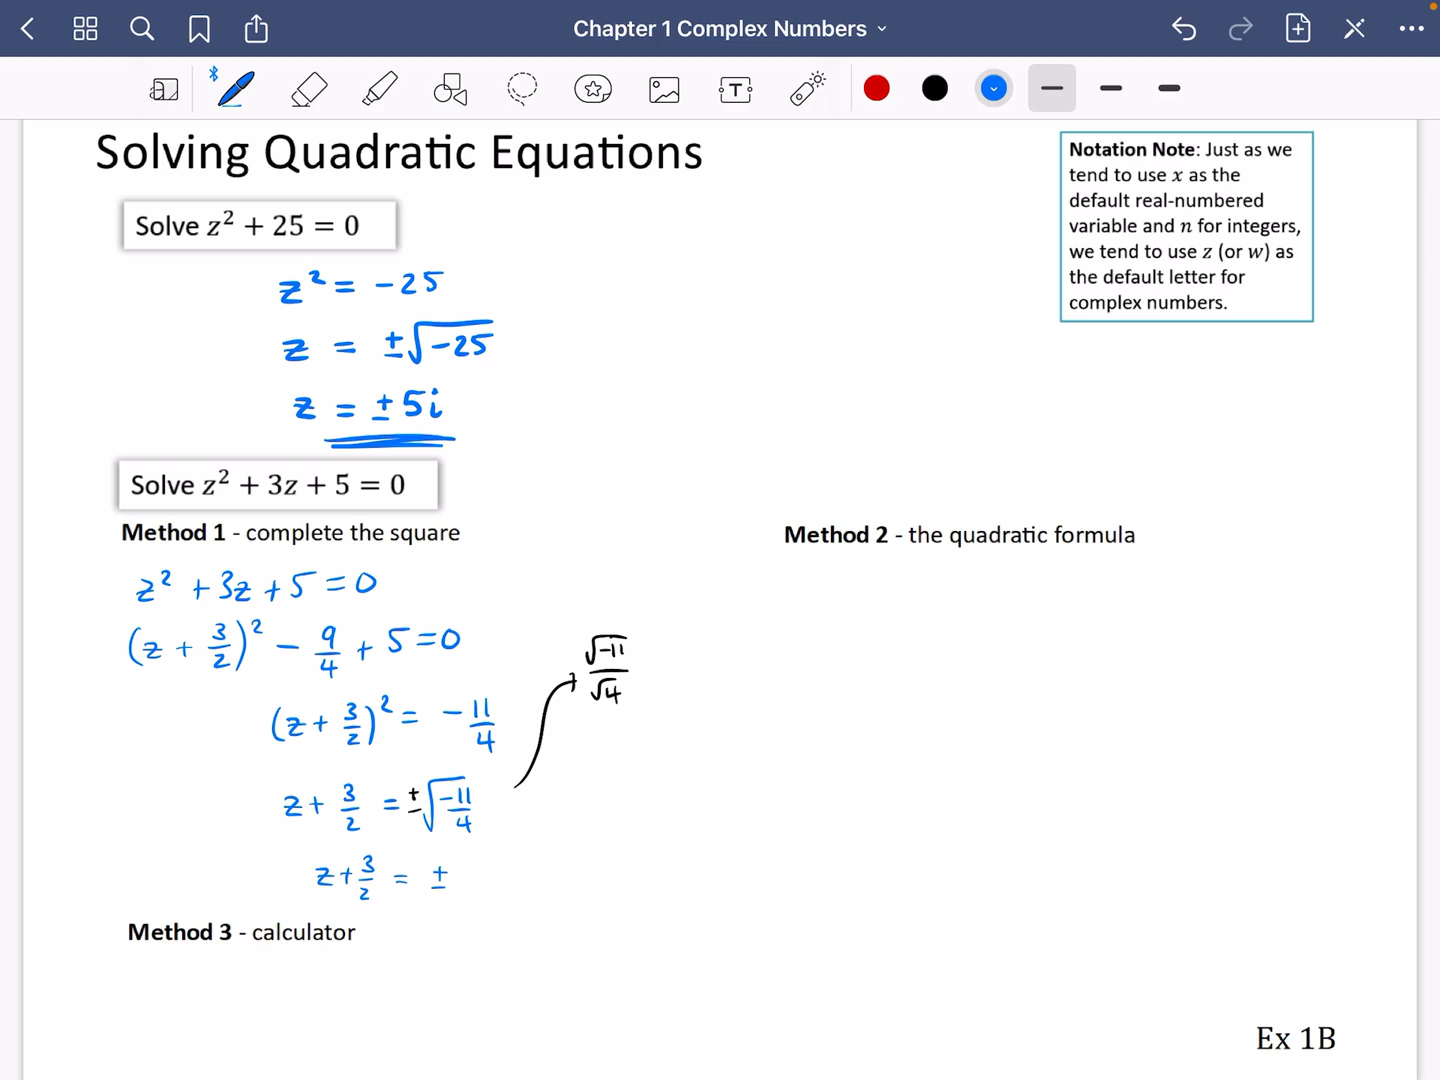 Chapter 1 Complex Numbers
T
Solving Quadratic Equations
Notation Note: Just as we
tend to use x as the
default real-numbered
variable and n for integers,
we tend to use z (or w) as
the default letter for
complex numbers.
Solve z² + 25 = 0
z² = -25
z = ±√-25
z = ±5i
Solve z² + 3z + 5 = 0
Method 1 - complete the square
z² + 3z + 5 = 0
(z + 3/2)² - 9/4 + 5 = 0
(z + 3/2)² = -11/4
z + 3/2 = ±√(-11/4)
√-11/√4
z + 3/2 = ±
Method 2 - the quadratic formula
Method 3 - calculator
Ex 1B